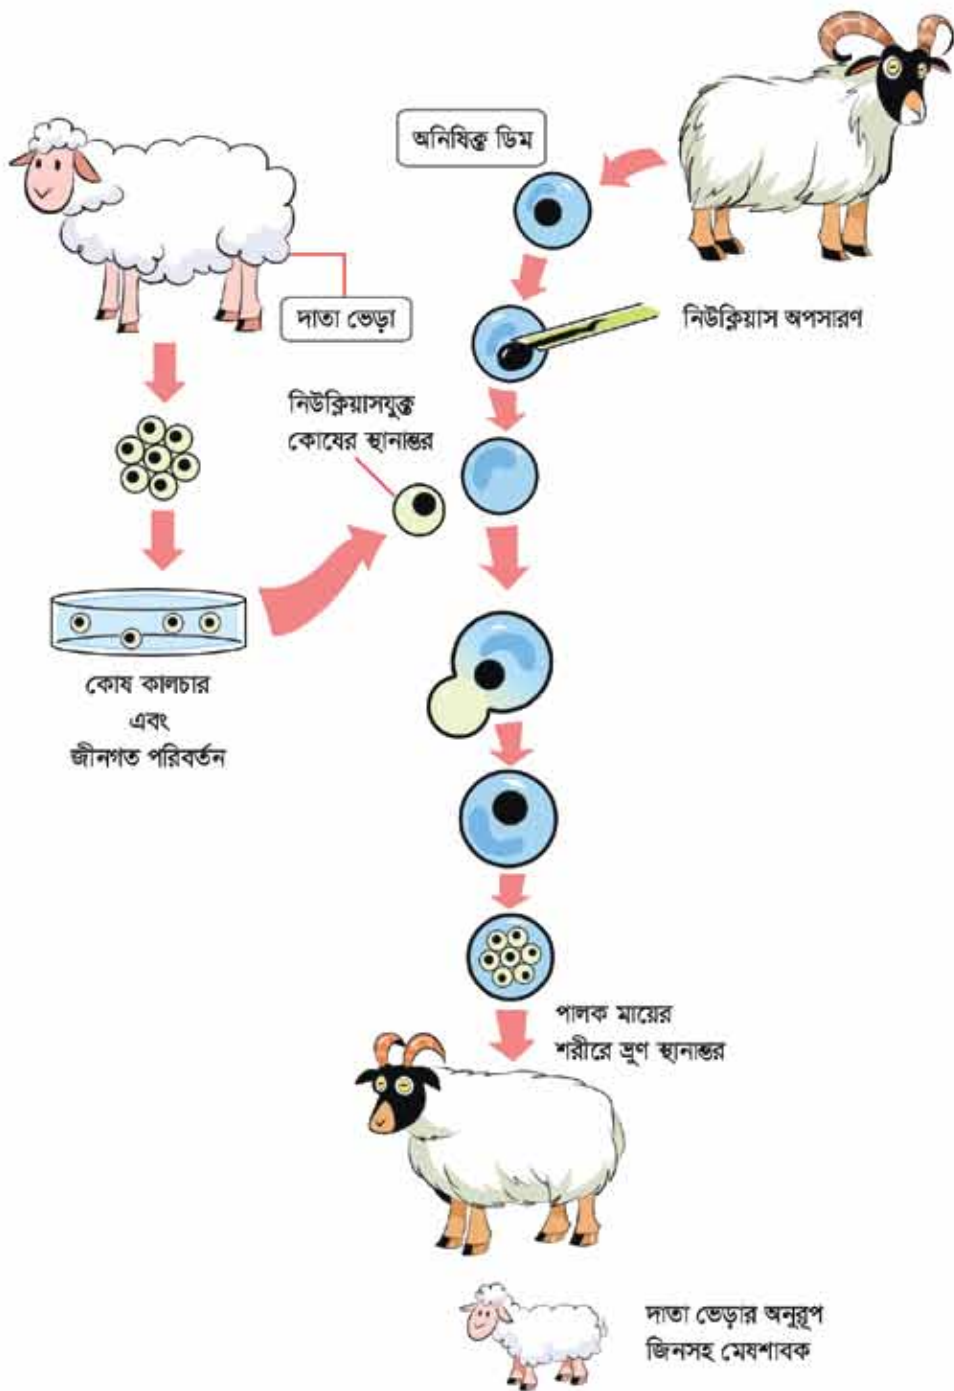 অনিষিক্ত ডিম
দাতা ভেড়া
নিউক্লিয়াস অপসারণ
নিউক্লিয়াসযুক্ত
কোষের স্থানান্তর
কোষ কালচার
এবং
জীনগত পরিবর্তন
পালক মায়ের
শরীরে ভ্রূণ স্থানান্তর
দাতা ভেড়ার অনুরূপ
জিনসহ মেষশাবক